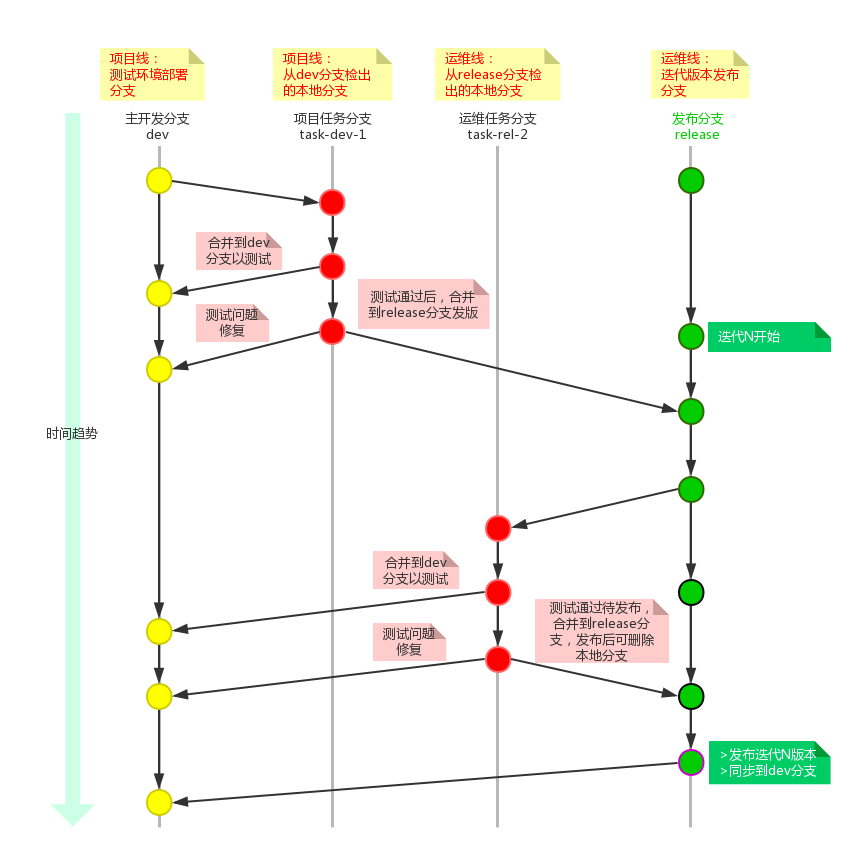 项目线：
测试环境部署
分支
项目线：
从dev分支检出
的本地分支
运维线：
从release分支检
出的本地分支
运维线：
迭代版本发布
分支
主开发分支
dev
项目任务分支
task-dev-1
运维任务分支
task-rel-2
发布分支
release
合并到dev
分支以测试
测试通过后，合并
到release分支发版
测试问题
修复
迭代N开始
时间趋势
合并到dev
分支以测试
测试通过待发布，
合并到release分
支，发布后可删除
本地分支
测试问题
修复
>发布迭代N版本
>同步到dev分支